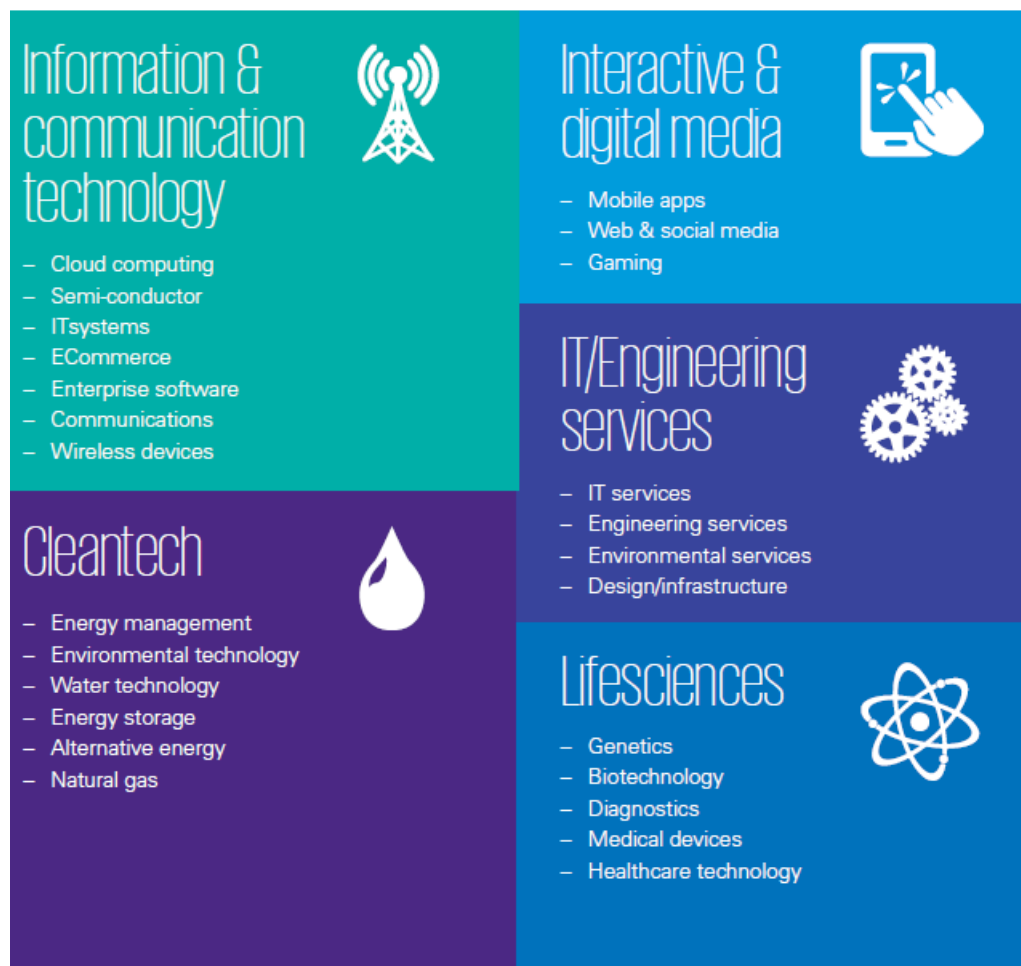 Information &
communication
technology
– Cloud computing
– Semi-conductor
– ITsystems
– ECommerce
– Enterprise software
– Communications
– Wireless devices
Cleantech
– Energy management
– Environmental technology
– Water technology
– Energy storage
– Alternative energy
– Natural gas
Interactive &
digital media
– Mobile apps
– Web & social media
– Gaming
IT/Engineering
services
– IT services
– Engineering services
– Environmental services
– Design/infrastructure
Lifesciences
– Genetics
– Biotechnology
– Diagnostics
– Medical devices
– Healthcare technology